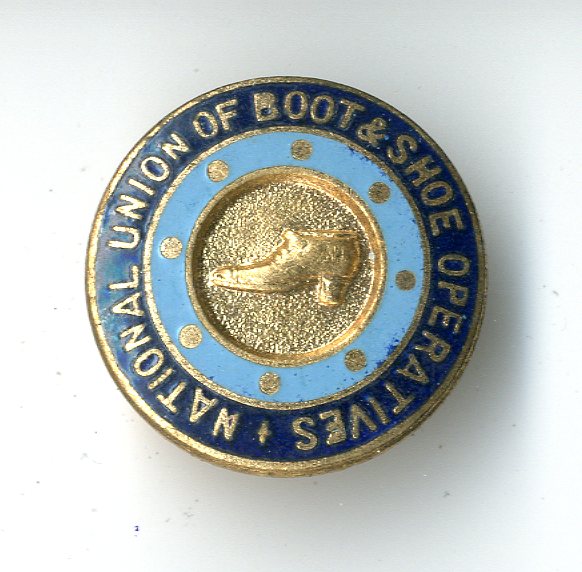 NATIONAL UNION OF BOOT & SHOE OPERATIVES